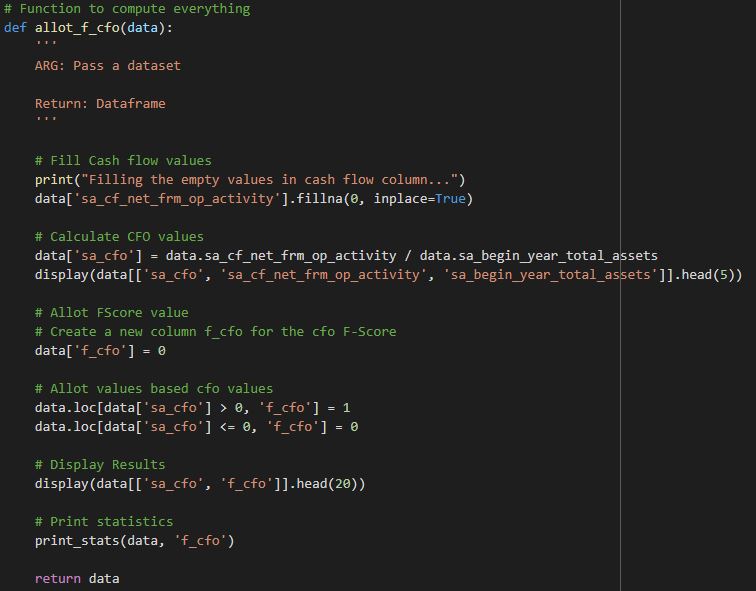 # Function to compute everything
def allot_f_cfo(data):
    '''
    ARG: Pass a dataset

    Return: Dataframe
    '''

    # Fill Cash flow values
    print("Filling the empty values in cash flow column...")
    data['sa_cf_net_frm_op_activity'].fillna(0, inplace=True)

    # Calculate CFO values
    data['sa_cfo'] = data.sa_cf_net_frm_op_activity / data.sa_begin_year_total_assets
    display(data[['sa_cfo', 'sa_cf_net_frm_op_activity', 'sa_begin_year_total_assets']].head(5))

    # Allot FScore value
    # Create a new column f_cfo for the cfo F-Score
    data['f_cfo'] = 0

    # Allot values based cfo values
    data.loc[data['sa_cfo'] > 0, 'f_cfo'] = 1
    data.loc[data['sa_cfo'] <= 0, 'f_cfo'] = 0

    # Display Results
    display(data[['sa_cfo', 'f_cfo']].head(20))

    # Print statistics
    print_stats(data, 'f_cfo')

    return data